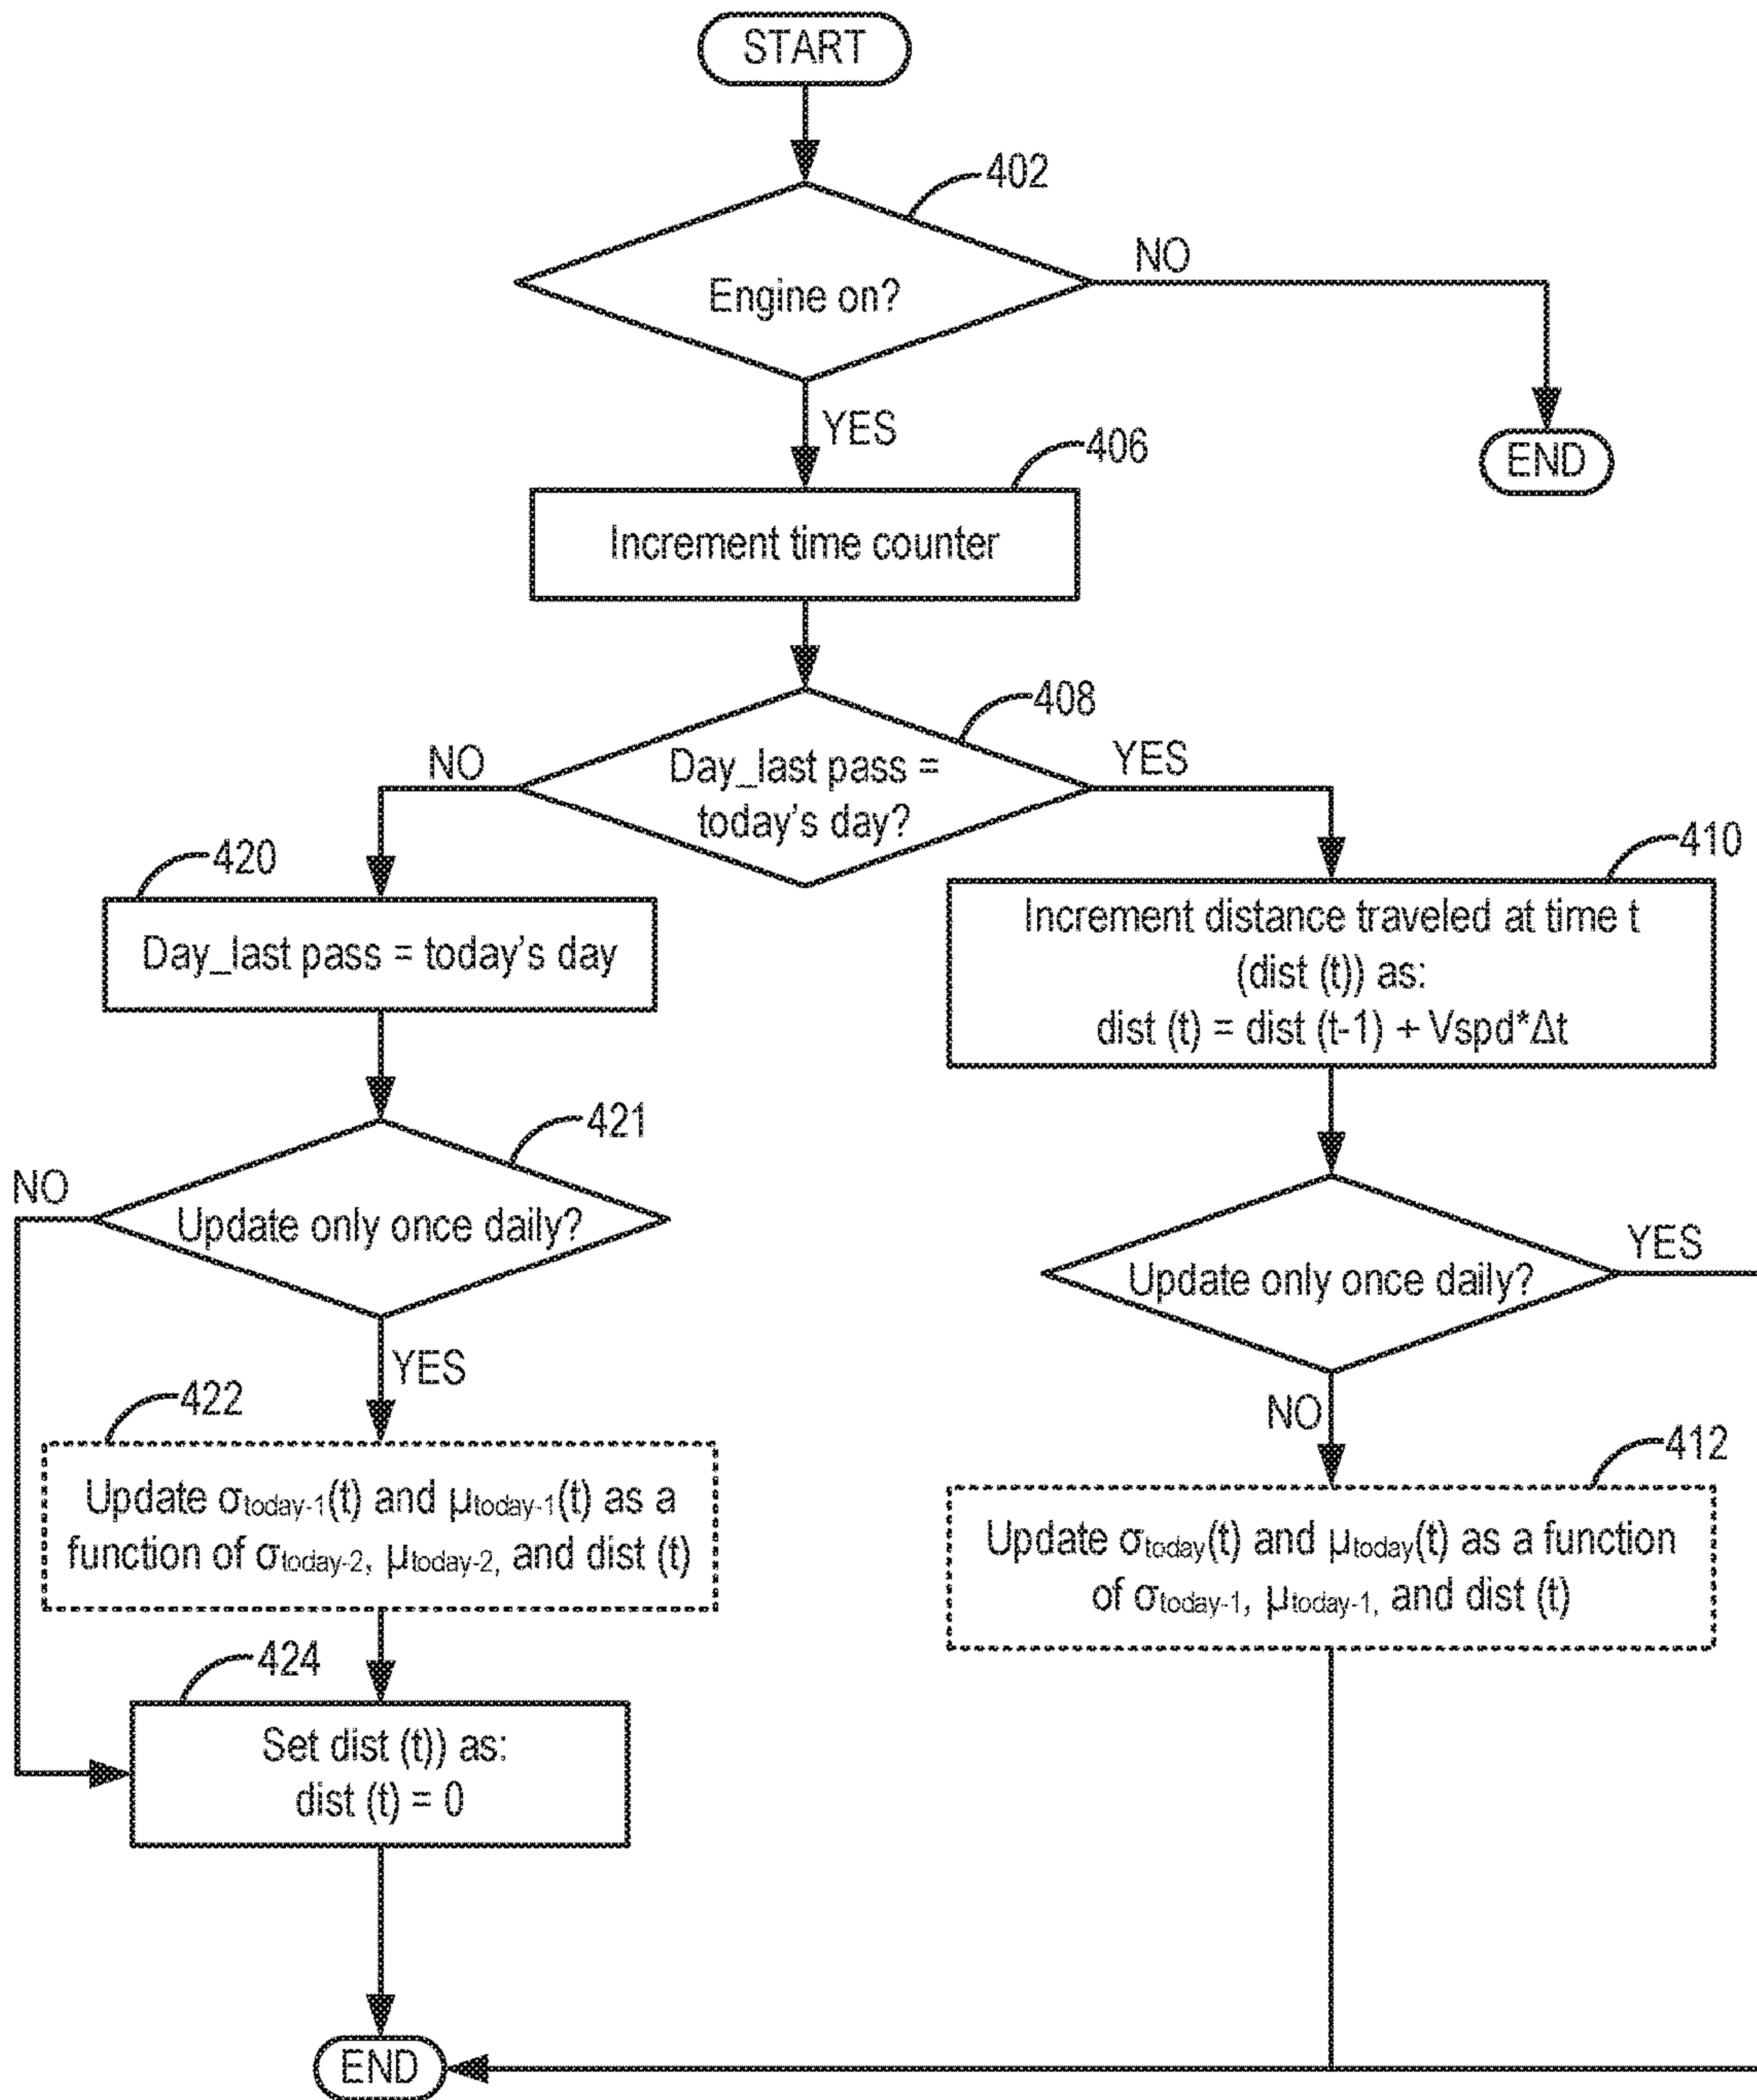 START
402
Engine on?
NO
END
YES
406
Increment time counter
408
Day_last pass =
today's day?
NO
YES
420
Day_last pass = today's day
410
Increment distance traveled at time t
(dist (t)) as:
dist (t) = dist (t-1) + Vspd*Δt
421
Update only once daily?
NO
YES
Update only once daily?
YES
NO
422
Update σtoday-1(t) and μtoday-1(t) as a
function of σtoday-2, μtoday-2, and dist (t)
412
Update σtoday(t) and μtoday(t) as a function
of σtoday-1, μtoday-1, and dist (t)
424
Set dist (t)) as:
dist (t) = 0
END